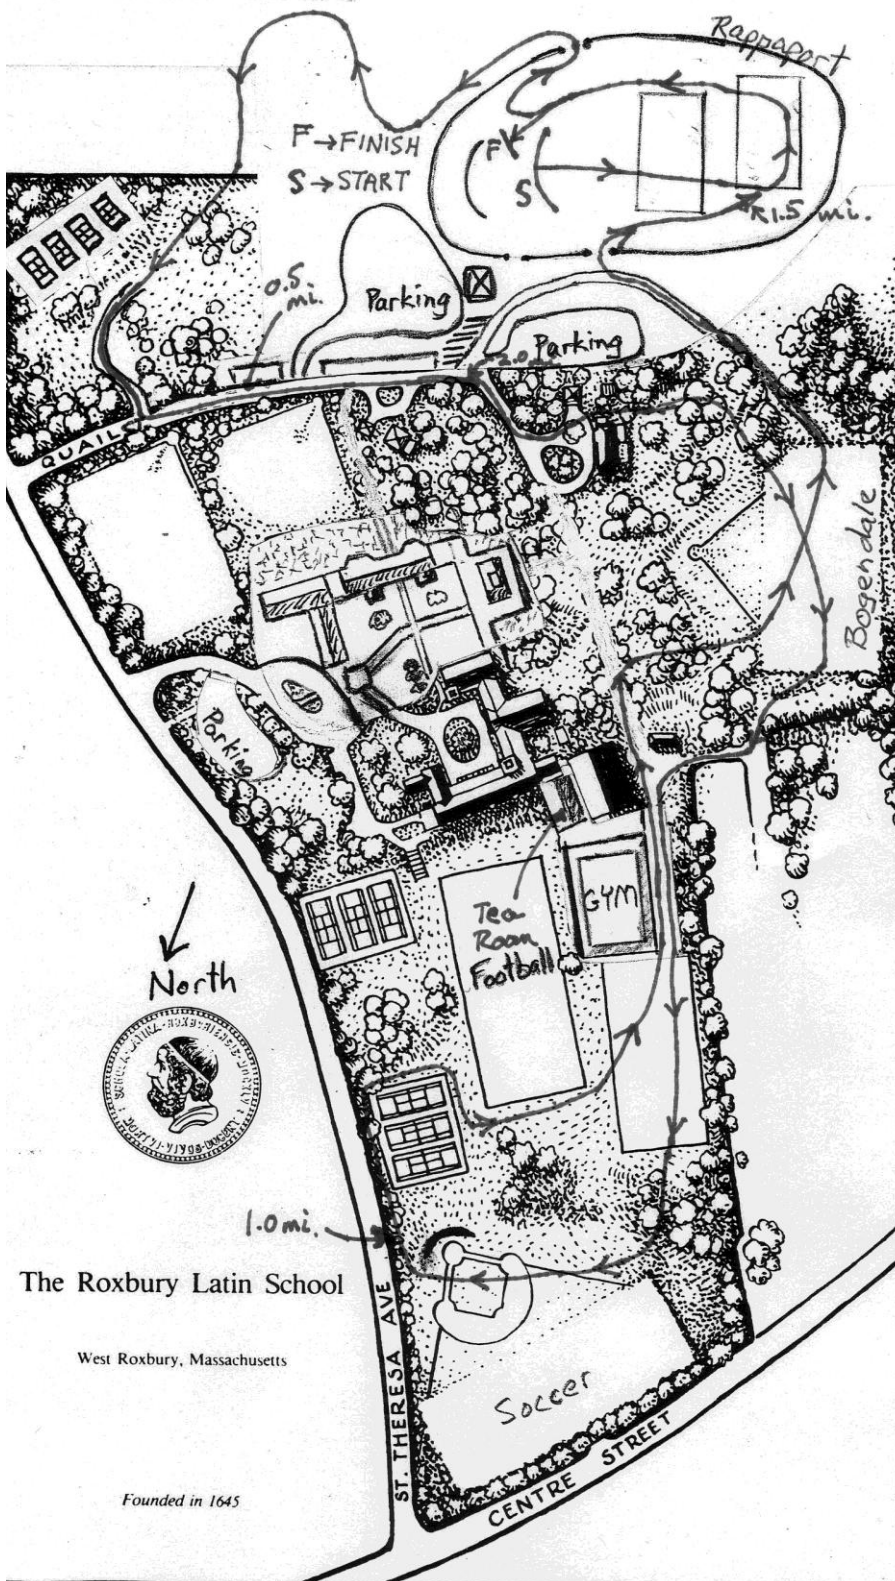 Rappaport
F→FINISH
S→START
F
S
1.5 mi.
0.5
mi.
Parking
Parking
2.0
QUAIL
Bogendale
Parking
GYM
Tea
Room
Football
North
1.0 mi.
The Roxbury Latin School
West Roxbury, Massachusetts
Soccer
ST. THERESA AVE
CENTRE STREET
Founded in 1645